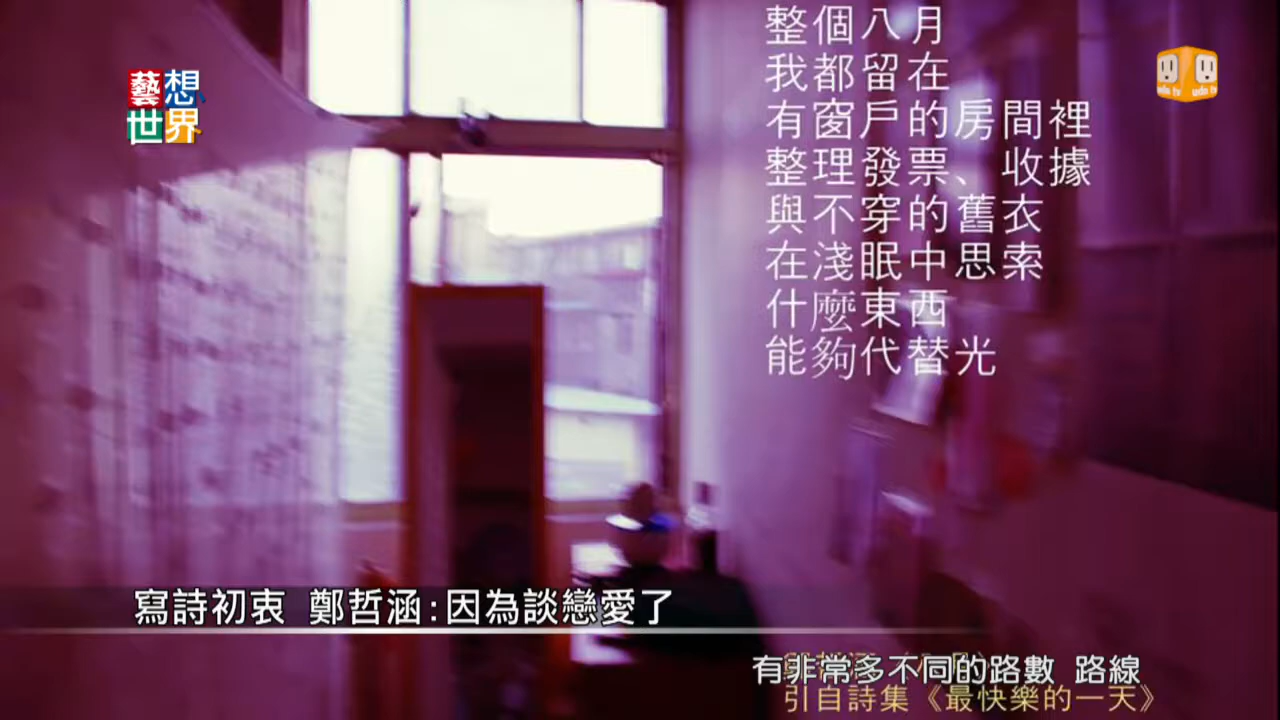 整個八月
我都留在
有窗戶的房間裡
整理發票、收據
與不穿的舊衣
在淺眠中思索
什麼東西
能夠代替光
藝想
世界
udn tv udn tv
寫詩初衷 鄭哲涵:因為談戀愛了
有非常多不同的路數 路線
引自詩集《最快樂的一天》